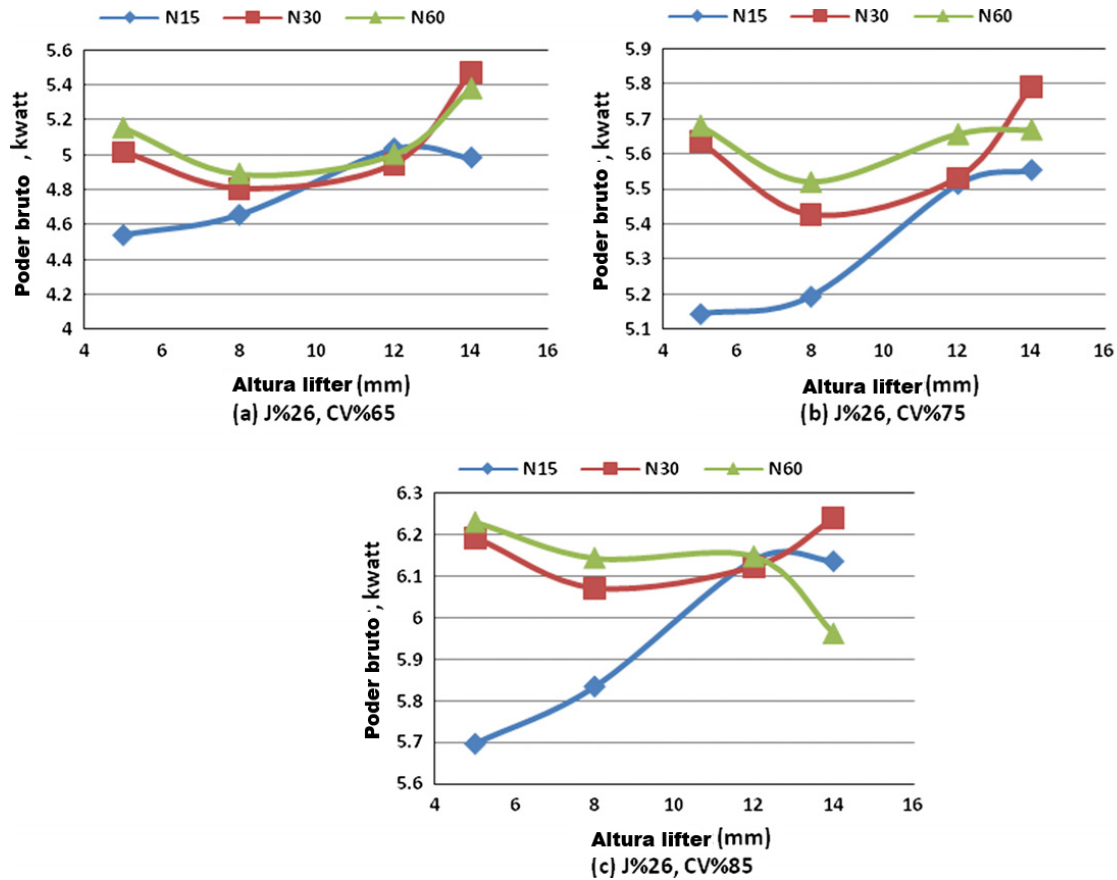 N15 N30 N60
5.6
5.4
5.2
5
4.8
4.6
4.4
4.2
4
Poder bruto , kwatt
4 6 8 10 12 14 16
Altura lifter (mm)
(a) J%26, CV%65
N15 N30 N60
5.9
5.8
5.7
5.6
5.5
5.4
5.3
5.2
5.1
Poder bruto , kwatt
4 6 8 10 12 14 16
Altura lifter (mm)
(b) J%26, CV%75
N15 N30 N60
6.3
6.2
6.1
6
5.9
5.8
5.7
5.6
Poder bruto , kwatt
4 6 8 10 12 14 16
Altura lifter (mm)
(c) J%26, CV%85